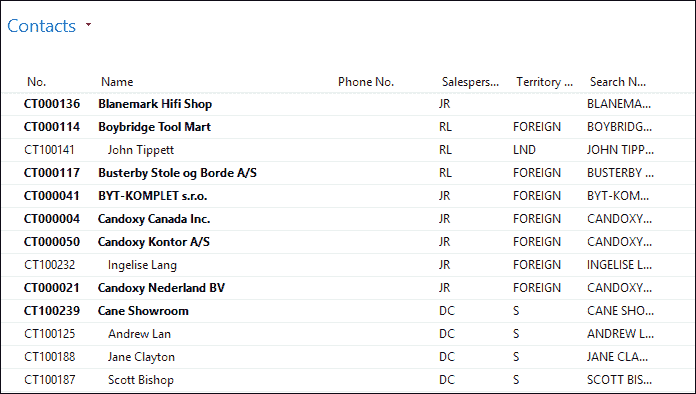 Contacts
No. Name Phone No. Salespers... Territory ... Search N...
CT000136 Blanemark Hifi Shop JR BLANEMA...
CT000114 Boybridge Tool Mart RL FOREIGN BOYBRIDG...
CT100141 John Tippett RL LND JOHN TIPP...
CT000117 Busterby Stole og Borde A/S RL FOREIGN BUSTERBY ...
CT000041 BYT-KOMPLET s.r.o. JR FOREIGN BYT-KOM...
CT000004 Candoxy Canada Inc. JR FOREIGN CANDOXY...
CT000050 Candoxy Kontor A/S JR FOREIGN CANDOXY...
CT100232 Ingelise Lang JR FOREIGN INGELISE L...
CT000021 Candoxy Nederland BV JR FOREIGN CANDOXY...
CT100239 Cane Showroom DC S CANE SHO...
CT100125 Andrew Lan DC S ANDREW L...
CT100188 Jane Clayton DC S JANE CLA...
CT100187 Scott Bishop DC S SCOTT BIS...